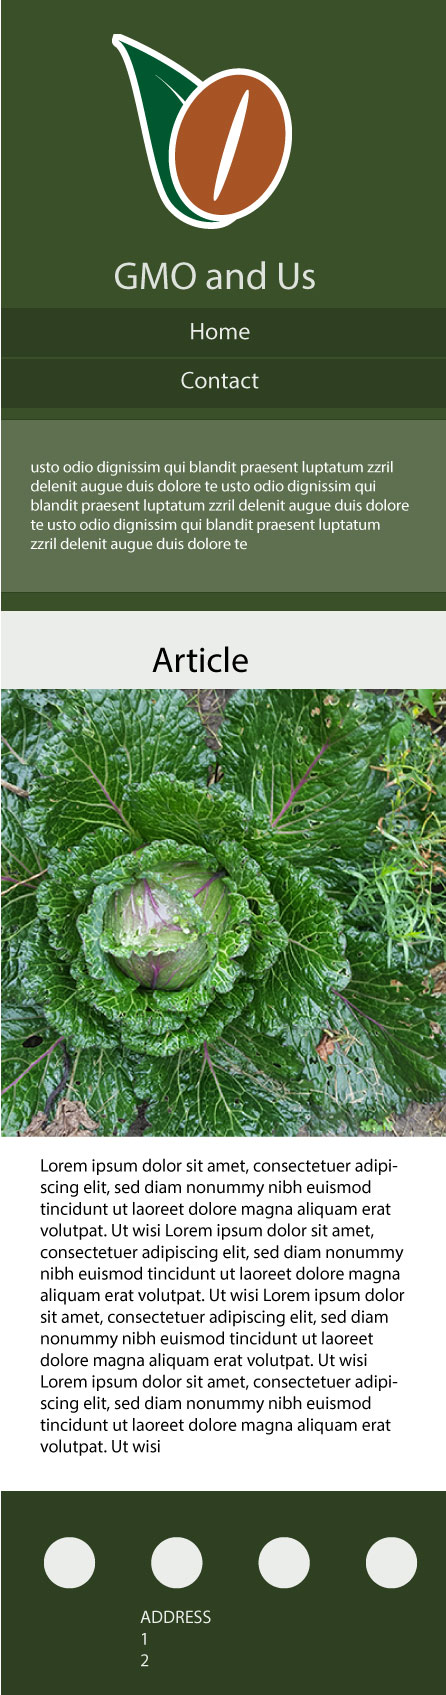 GMO and Us
Home
Contact
usto odio dignissim qui blandit praesent luptatum zzril
delenit augue duis dolore te usto odio dignissim qui
blandit praesent luptatum zzril delenit augue duis dolore
te usto odio dignissim qui blandit praesent luptatum
zzril delenit augue duis dolore te
Article
Lorem ipsum dolor sit amet, consectetuer adipi-
scing elit, sed diam nonummy nibh euismod
tincidunt ut laoreet dolore magna aliquam erat
volutpat. Ut wisi Lorem ipsum dolor sit amet,
consectetuer adipiscing elit, sed diam nonummy
nibh euismod tincidunt ut laoreet dolore magna
aliquam erat volutpat. Ut wisi Lorem ipsum dolor
sit amet, consectetuer adipiscing elit, sed diam
nonummy nibh euismod tincidunt ut laoreet
dolore magna aliquam erat volutpat. Ut wisi
Lorem ipsum dolor sit amet, consectetuer adipi-
scing elit, sed diam nonummy nibh euismod
tincidunt ut laoreet dolore magna aliquam erat
volutpat. Ut wisi
ADDRESS
1
2